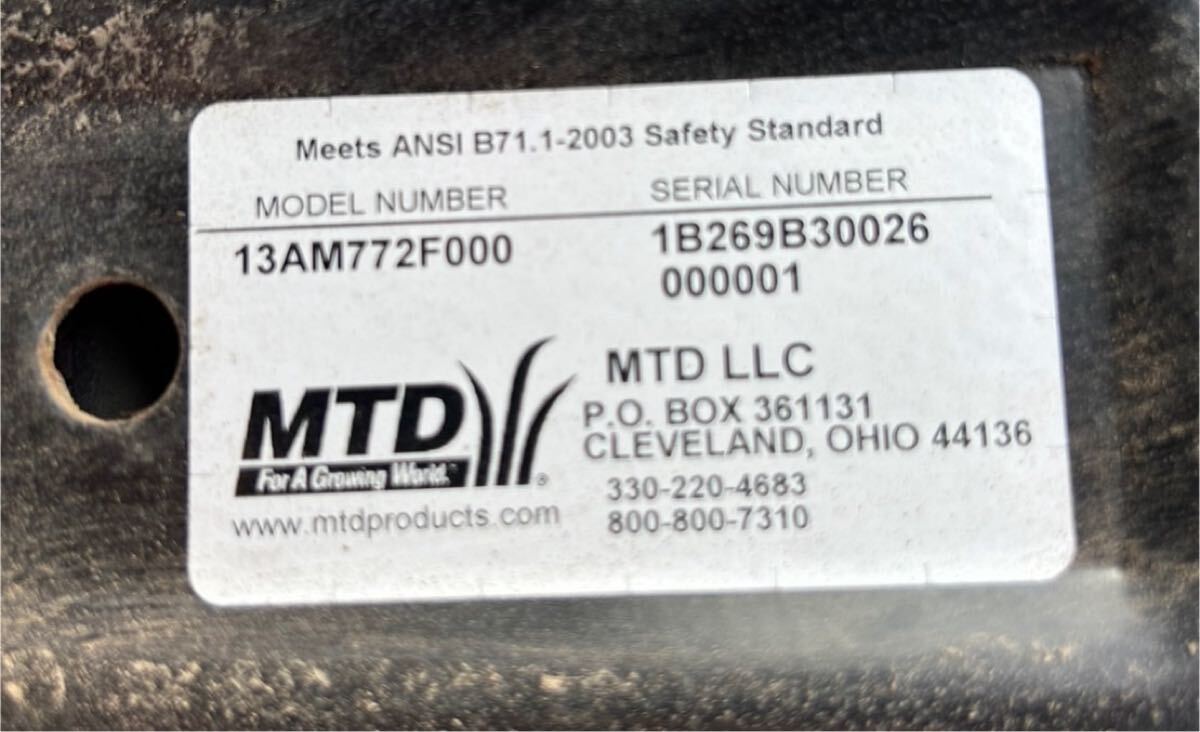 Meets ANSI B71.1-2003 Safety Standard
MODEL NUMBER SERIAL NUMBER
13AM772F000 1B269B30026
000001
MTD
For A Growing World.™
®
www.mtdproducts.com
MTD LLC
P.O. BOX 361131
CLEVELAND, OHIO 44136
330-220-4683
800-800-7310